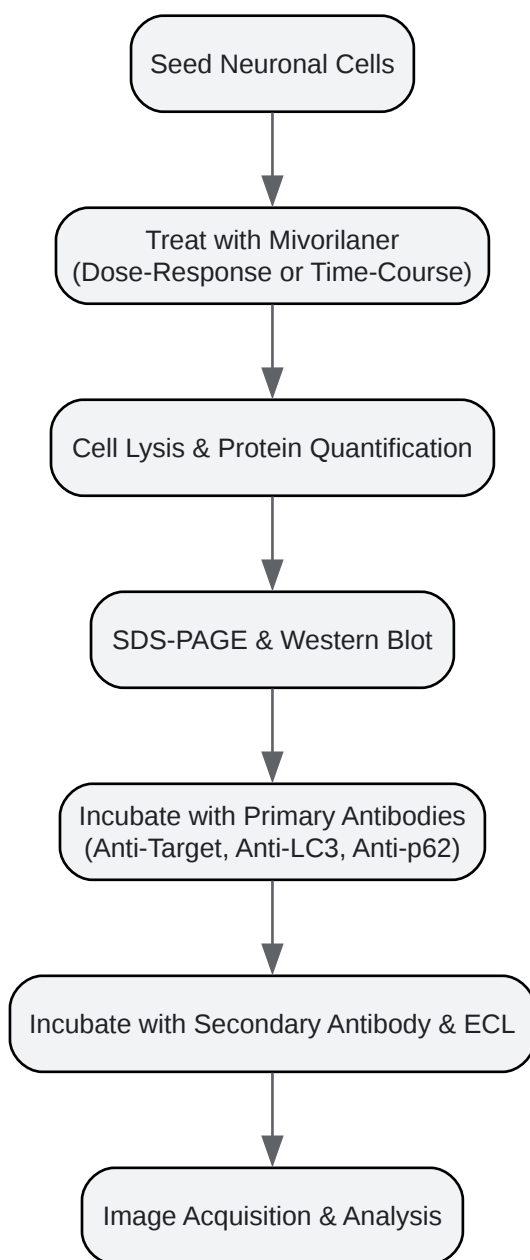 Seed Neuronal Cells
Treat with Mivorilaner
(Dose-Response or Time-Course)
Cell Lysis & Protein Quantification
SDS-PAGE & Western Blot
Incubate with Primary Antibodies
(Anti-Target, Anti-LC3, Anti-p62)
Incubate with Secondary Antibody & ECL
Image Acquisition & Analysis